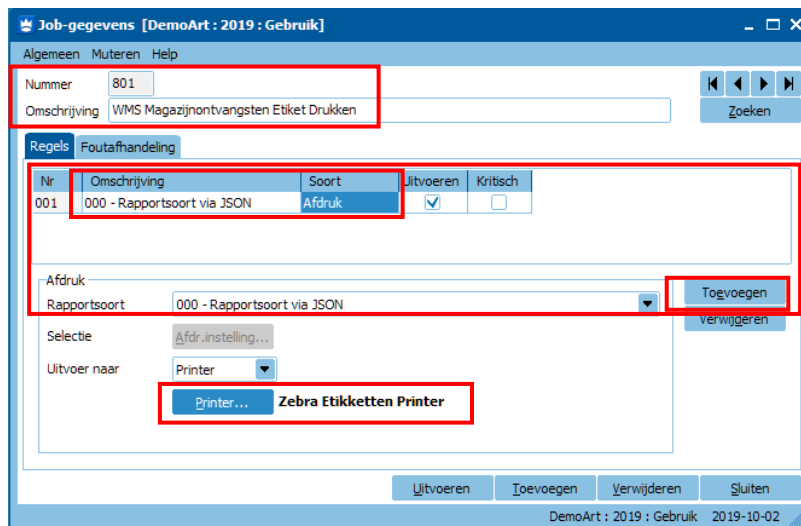 Job-gegevens [DemoArt : 2019 : Gebruik]
Algemeen Muteren Help
Nummer 801
Omschrijving WMS Magazijnontvangsten Etiket Drukken
Zoeken
Regels Foutafhandeling
Nr Omschrijving Soort Uitvoeren Kritisch
001 000 - Rapportsoort via JSON Afdruk
Afdruk
Toevoegen
Rapportsoort 000 - Rapportsoort via JSON
Verwijderen
Selectie Afdr.instelling...
Uitvoer naar Printer
Printer... Zebra Etikketten Printer
Uitvoeren Toevoegen Verwijderen Sluiten
DemoArt : 2019 : Gebruik 2019-10-02